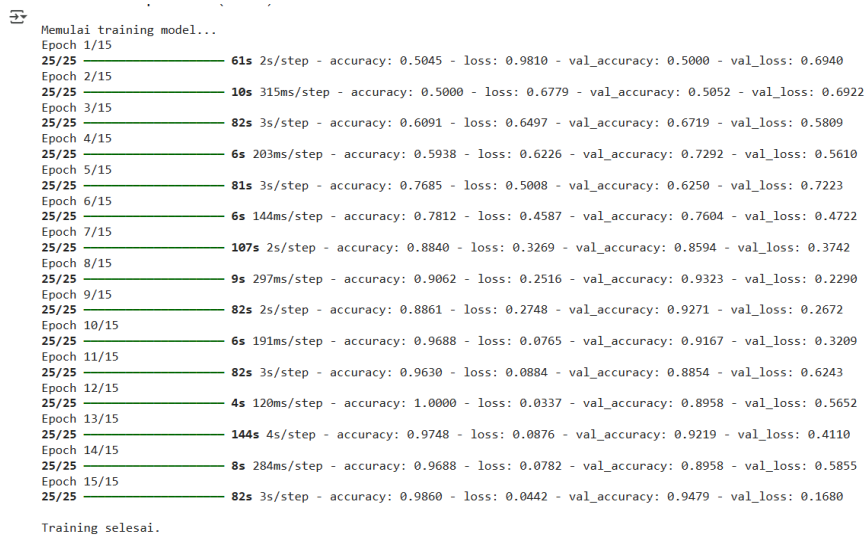 Memulai training model...
Epoch 1/15
25/25 ━━━━━━━━━━━━━━━━━━━━ 61s 2s/step - accuracy: 0.5045 - loss: 0.9810 - val_accuracy: 0.5000 - val_loss: 0.6940
Epoch 2/15
25/25 ━━━━━━━━━━━━━━━━━━━━ 10s 315ms/step - accuracy: 0.5000 - loss: 0.6779 - val_accuracy: 0.5052 - val_loss: 0.6922
Epoch 3/15
25/25 ━━━━━━━━━━━━━━━━━━━━ 82s 3s/step - accuracy: 0.6091 - loss: 0.6497 - val_accuracy: 0.6719 - val_loss: 0.5809
Epoch 4/15
25/25 ━━━━━━━━━━━━━━━━━━━━ 6s 203ms/step - accuracy: 0.5938 - loss: 0.6226 - val_accuracy: 0.7292 - val_loss: 0.5610
Epoch 5/15
25/25 ━━━━━━━━━━━━━━━━━━━━ 81s 3s/step - accuracy: 0.7685 - loss: 0.5008 - val_accuracy: 0.6250 - val_loss: 0.7223
Epoch 6/15
25/25 ━━━━━━━━━━━━━━━━━━━━ 6s 144ms/step - accuracy: 0.7812 - loss: 0.4587 - val_accuracy: 0.7604 - val_loss: 0.4722
Epoch 7/15
25/25 ━━━━━━━━━━━━━━━━━━━━ 107s 2s/step - accuracy: 0.8840 - loss: 0.3269 - val_accuracy: 0.8594 - val_loss: 0.3742
Epoch 8/15
25/25 ━━━━━━━━━━━━━━━━━━━━ 9s 297ms/step - accuracy: 0.9062 - loss: 0.2516 - val_accuracy: 0.9323 - val_loss: 0.2290
Epoch 9/15
25/25 ━━━━━━━━━━━━━━━━━━━━ 82s 2s/step - accuracy: 0.8861 - loss: 0.2748 - val_accuracy: 0.9271 - val_loss: 0.2672
Epoch 10/15
25/25 ━━━━━━━━━━━━━━━━━━━━ 6s 191ms/step - accuracy: 0.9688 - loss: 0.0765 - val_accuracy: 0.9167 - val_loss: 0.3209
Epoch 11/15
25/25 ━━━━━━━━━━━━━━━━━━━━ 82s 3s/step - accuracy: 0.9630 - loss: 0.0884 - val_accuracy: 0.8854 - val_loss: 0.6243
Epoch 12/15
25/25 ━━━━━━━━━━━━━━━━━━━━ 4s 120ms/step - accuracy: 1.0000 - loss: 0.0337 - val_accuracy: 0.8958 - val_loss: 0.5652
Epoch 13/15
25/25 ━━━━━━━━━━━━━━━━━━━━ 144s 4s/step - accuracy: 0.9748 - loss: 0.0876 - val_accuracy: 0.9219 - val_loss: 0.4110
Epoch 14/15
25/25 ━━━━━━━━━━━━━━━━━━━━ 8s 284ms/step - accuracy: 0.9688 - loss: 0.0782 - val_accuracy: 0.8958 - val_loss: 0.5855
Epoch 15/15
25/25 ━━━━━━━━━━━━━━━━━━━━ 82s 3s/step - accuracy: 0.9860 - loss: 0.0442 - val_accuracy: 0.9479 - val_loss: 0.1680
Training selesai.